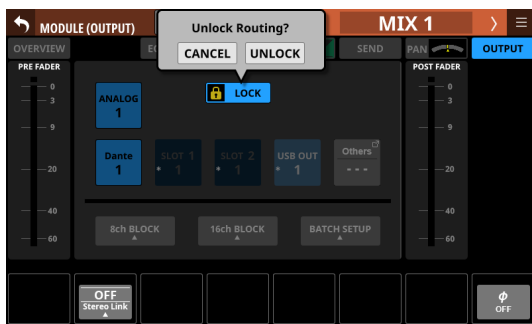 MODULE (OUTPUT)
MIX 1
Unlock Routing?
CANCEL
UNLOCK
OVERVIEW
SEND
PAN
OUTPUT
PRE FADER
POST FADER
LOCK
ANALOG
1
0
3
9
20
40
60
0
3
9
20
40
60
Dante
1
SLOT 1
1
SLOT 2
1
USB OUT
1
Others
---
8ch BLOCK
16ch BLOCK
BATCH SETUP
OFF
Stereo Link
ϕ
OFF